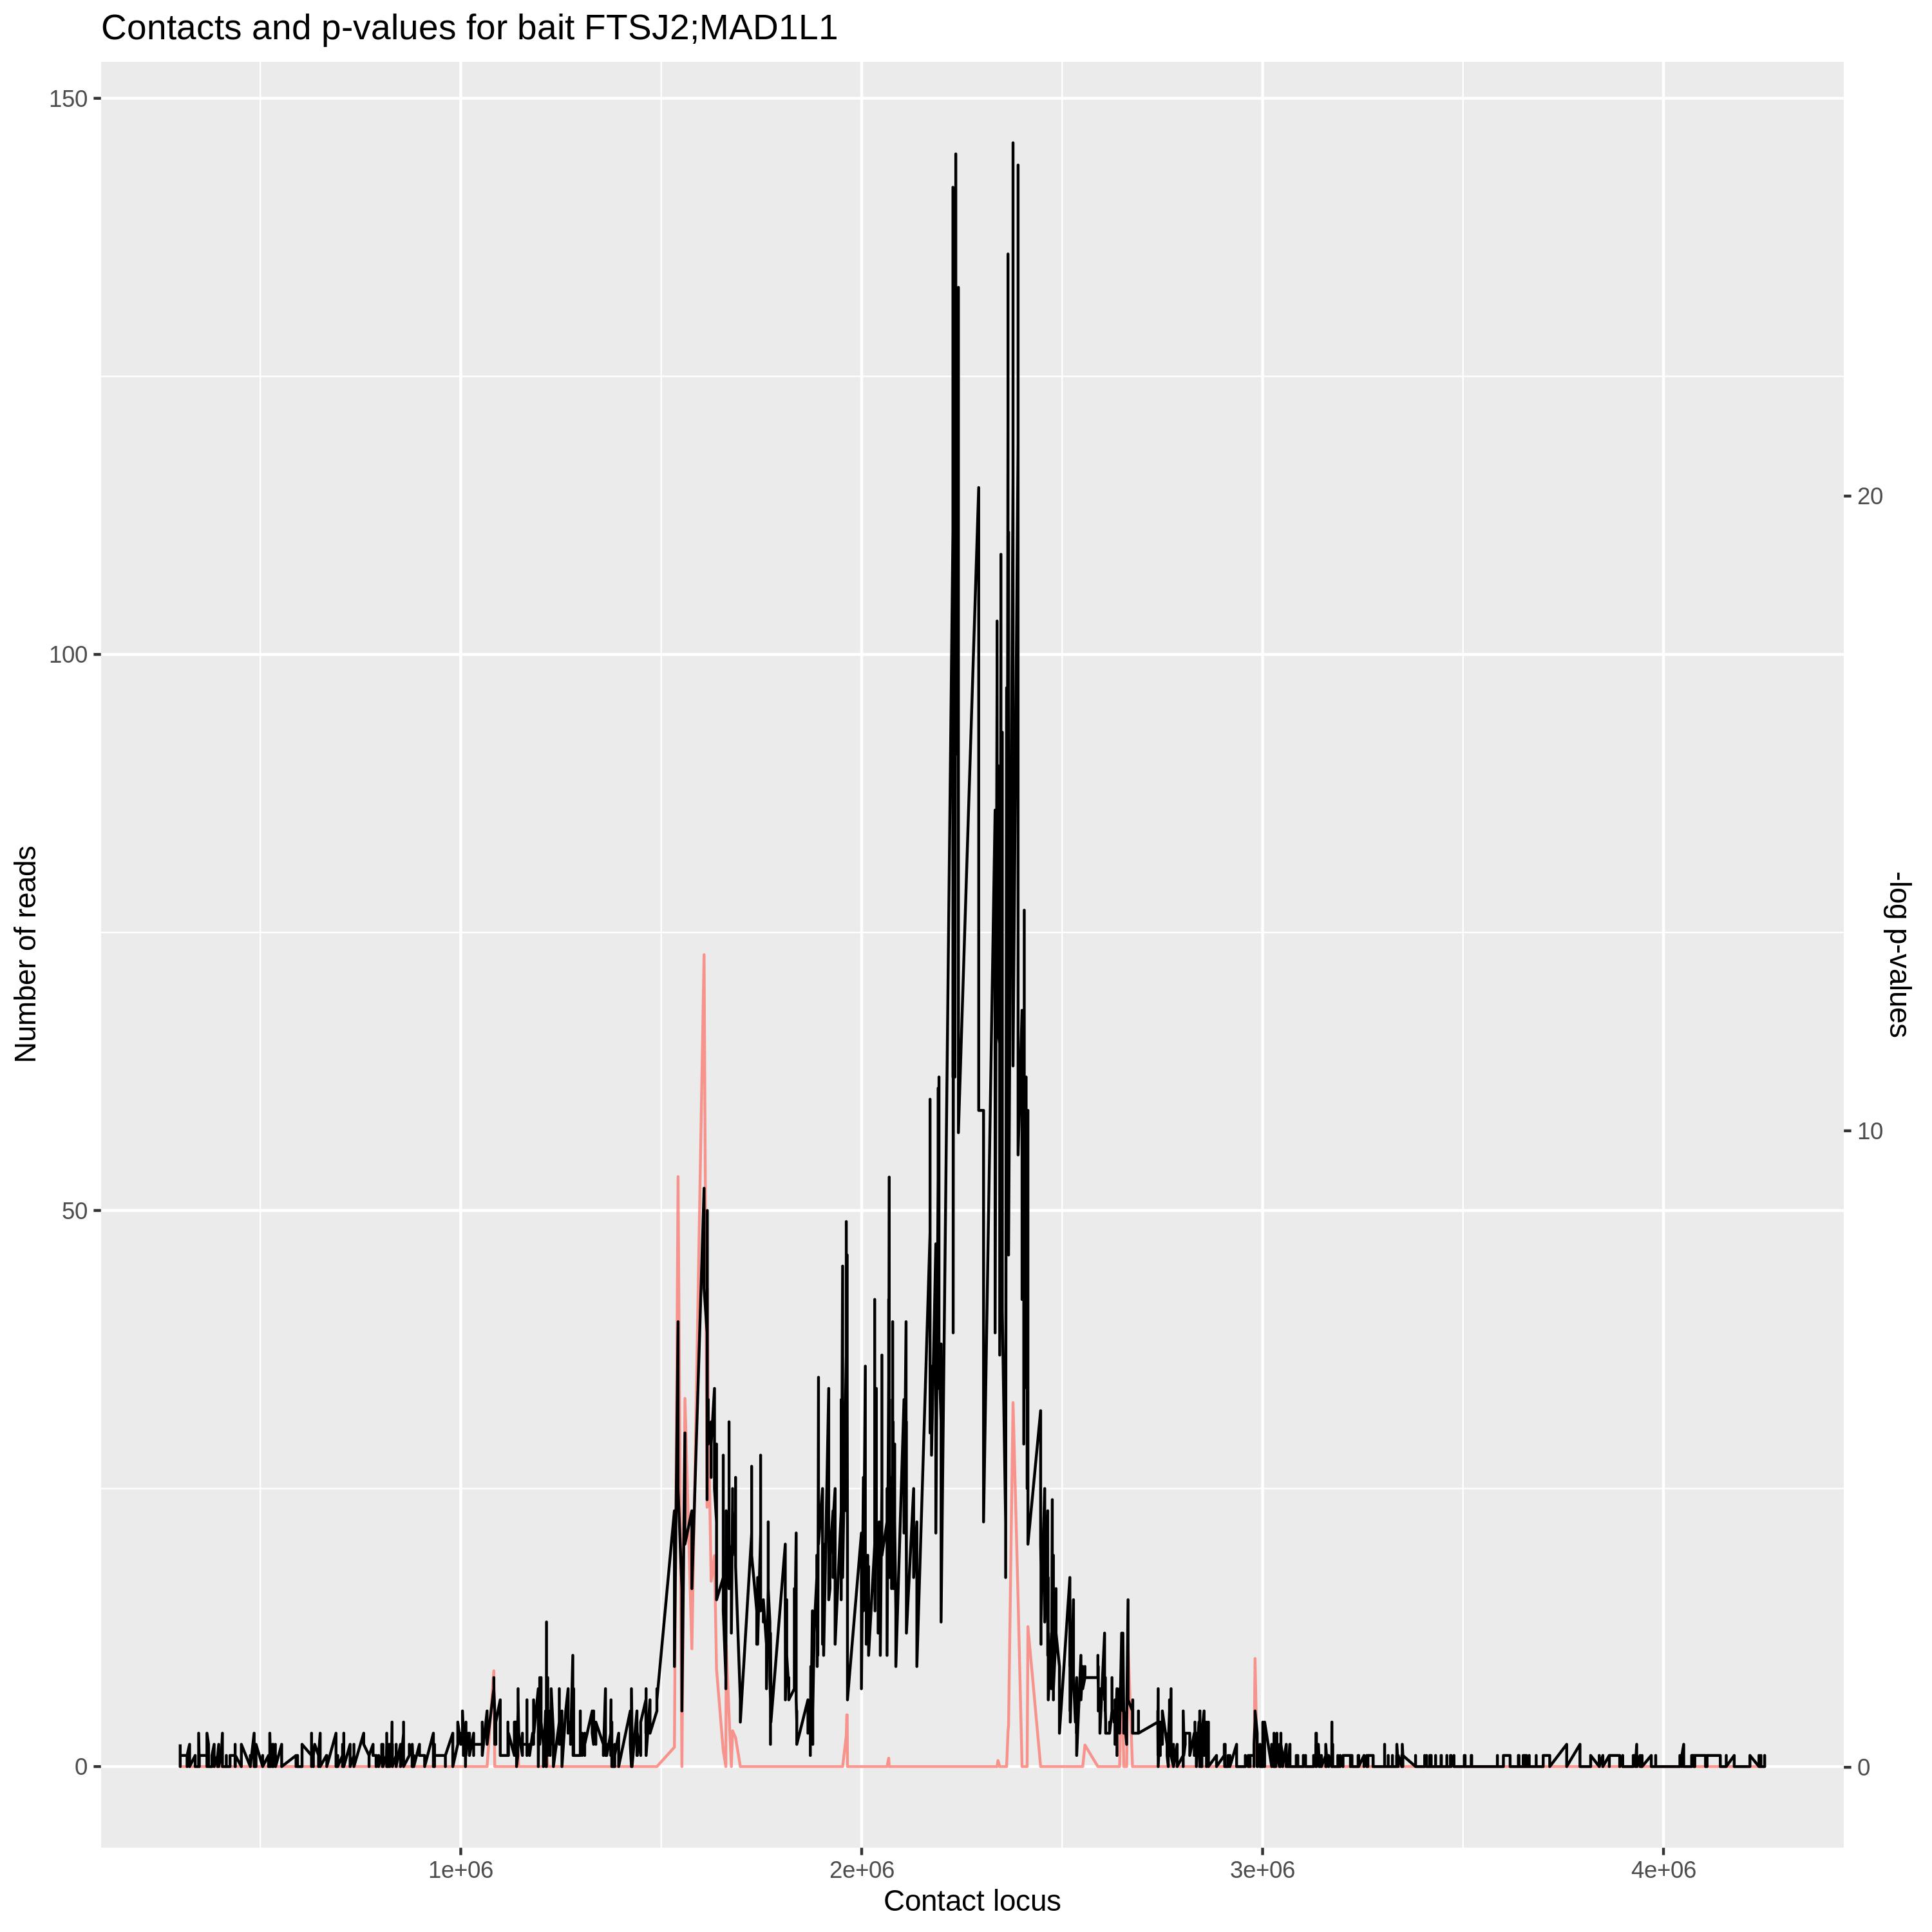 Contacts and p-values for bait FTSJ2;MAD1L1
150
100
50
0
Number of reads
20
10
0
-log p-values
1e+06
2e+06
3e+06
4e+06
Contact locus